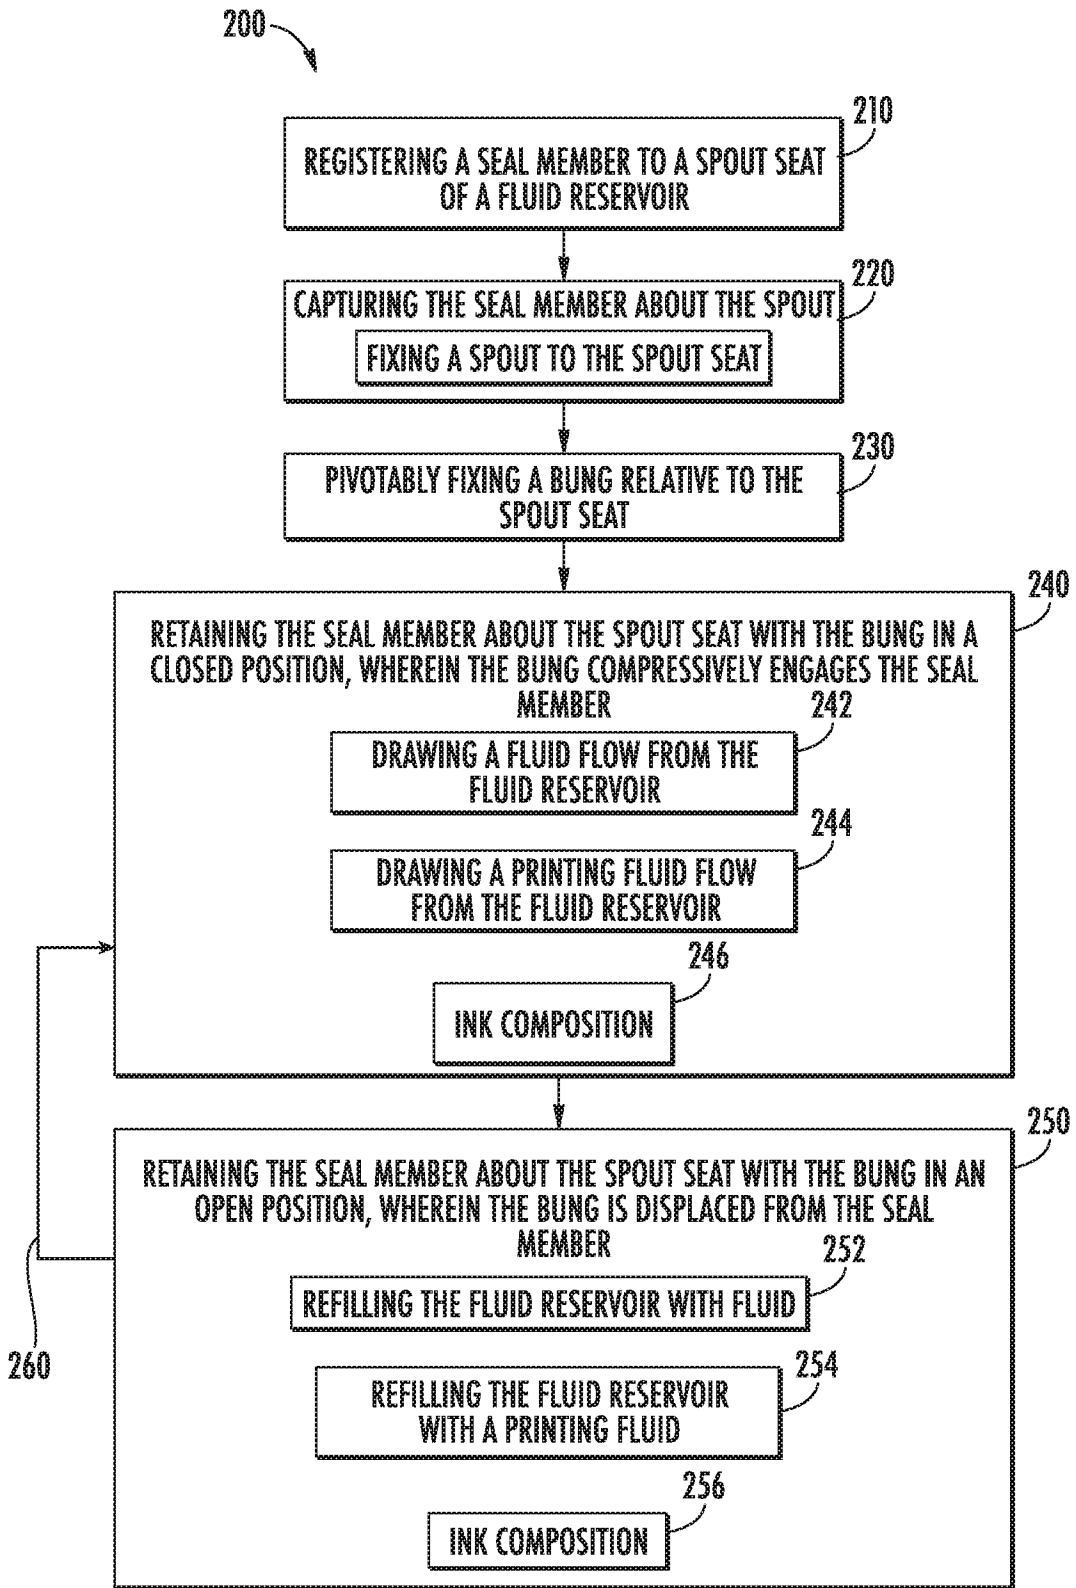 200
210
REGISTERING A SEAL MEMBER TO A SPOUT SEAT
OF A FLUID RESERVOIR
220
CAPTURING THE SEAL MEMBER ABOUT THE SPOUT
FIXING A SPOUT TO THE SPOUT SEAT
230
PIVOTABLY FIXING A BUNG RELATIVE TO THE
SPOUT SEAT
240
RETAINING THE SEAL MEMBER ABOUT THE SPOUT SEAT WITH THE BUNG IN A
CLOSED POSITION, WHEREIN THE BUNG COMPRESSIVELY ENGAGES THE SEAL
MEMBER
242
DRAWING A FLUID FLOW FROM THE
FLUID RESERVOIR
244
DRAWING A PRINTING FLUID FLOW
FROM THE FLUID RESERVOIR
246
INK COMPOSITION
250
RETAINING THE SEAL MEMBER ABOUT THE SPOUT SEAT WITH THE BUNG IN AN
OPEN POSITION, WHEREIN THE BUNG IS DISPLACED FROM THE SEAL
MEMBER
252
REFILLING THE FLUID RESERVOIR WITH FLUID
260
254
REFILLING THE FLUID RESERVOIR
WITH A PRINTING FLUID
256
INK COMPOSITION